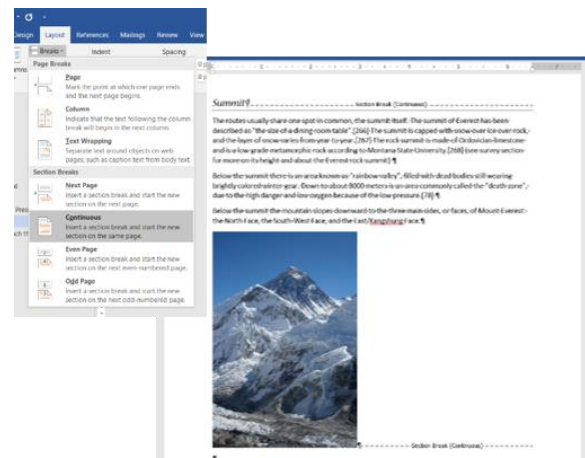 Design Layout References Mailings Review View
Breaks Indent Spacing
Page Breaks
Page
Mark the point at which one page ends
and the next page begins.
Column
Indicate that the text following the column
break will begin in the next column.
Text Wrapping
Separate text around objects on web
pages, such as caption text from body text.
Section Breaks
Next Page
Insert a section break and start the new
section on the next page.
Continuous
Insert a section break and start the new
section on the same page.
Even Page
Insert a section break and start the new
section on the next even-numbered page.
Odd Page
Insert a section break and start the new
section on the next odd-numbered page.
Summit¶ Section Break (Continuous)
The routes usually share one spot in common, the summit itself. The summit of Everest has been
described as "the size of a dining room table". [266] The summit is capped with snow over ice over rock,
and the layer of snow varies from year to year. [267] The rock summit is made of Ordovician limestone
and is a low-grade metamorphic rock according to Montana State University. [268] (see survey section
for more on its height and about the Everest rock summit) ¶
Below the summit there is an area known as "rainbow valley", filled with dead bodies still wearing
brightly colored winter gear. Down to about 8000 meters is an area commonly called the "death zone",
due to the high danger and low oxygen because of the low pressure. [78] ¶
Below the summit the mountain slopes downward to the three main sides, or faces, of Mount Everest:
the North Face, the South-West Face, and the East/Kangshung Face. ¶
¶ Section Break (Continuous)
¶